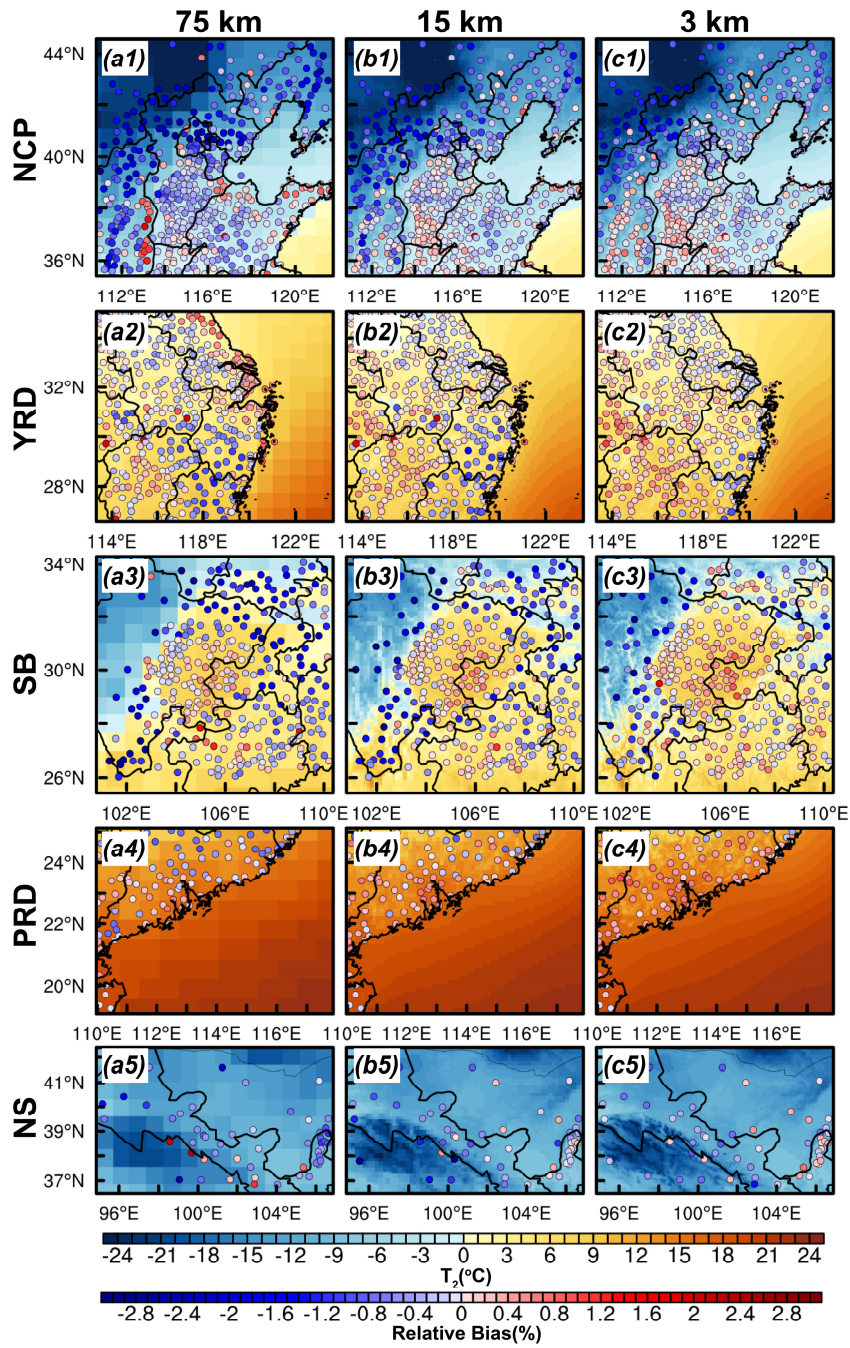 75 km 15 km 3 km
NCP
(a1) (b1) (c1)
44°N
40°N
36°N
112°E 116°E 120°E 112°E 116°E 120°E 112°E 116°E 120°E
YRD
(a2) (b2) (c2)
32°N
28°N
114°E 118°E 122°E 114°E 118°E 122°E 114°E 118°E 122°E
SB
(a3) (b3) (c3)
34°N
30°N
26°N
102°E 106°E 110°E 102°E 106°E 110°E 102°E 106°E 110°E
PRD
(a4) (b4) (c4)
24°N
22°N
20°N
110°E 112°E 114°E 116°E 110°E 112°E 114°E 116°E 110°E 112°E 114°E 116°E
NS
(a5) (b5) (c5)
41°N
39°N
37°N
96°E 100°E 104°E 96°E 100°E 104°E 96°E 100°E 104°E
-24 -21 -18 -15 -12 -9 -6 -3 0 3 6 9 12 15 18 21 24
T₂(°C)
-2.8 -2.4 -2 -1.6 -1.2 -0.8 -0.4 0 0.4 0.8 1.2 1.6 2 2.4 2.8
Relative Bias(%)